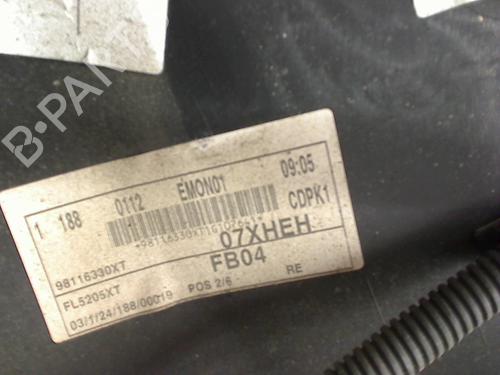 B-PARTS
1 188 0112 EMON01 09:05
CDPK1
07XHEH
98116330XT FB04
FL5205XT POS 2/6 RE
03/1/24/188/00019